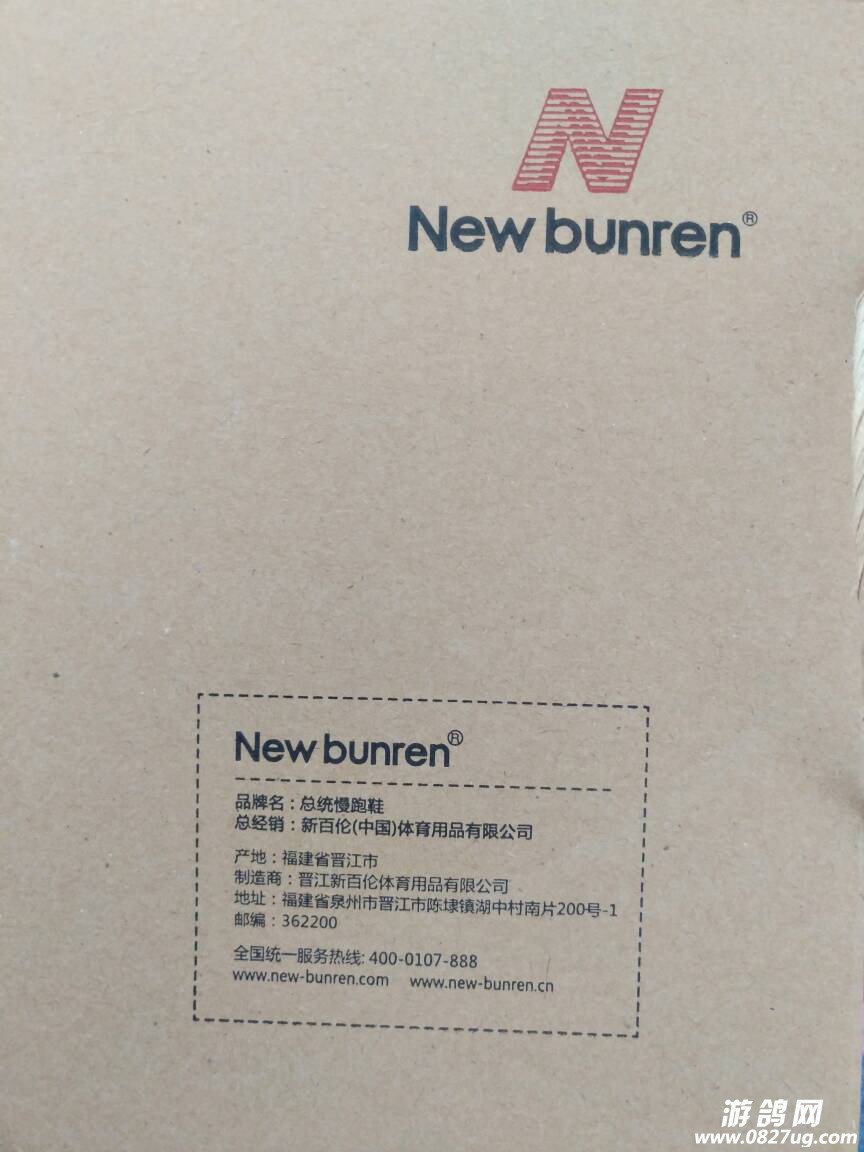 N
New bunren®
New bunren®
品牌名：总统慢跑鞋
总经销：新百伦(中国)体育用品有限公司
产地：福建省晋江市
制造商：晋江新百伦体育用品有限公司
地址：福建省泉州市晋江市陈埭镇湖中村南片200号-1
邮编：362200
全国统一服务热线: 400-0107-888
www.new-bunren.com www.new-bunren.cn
游鸽网
www.0827ug.com